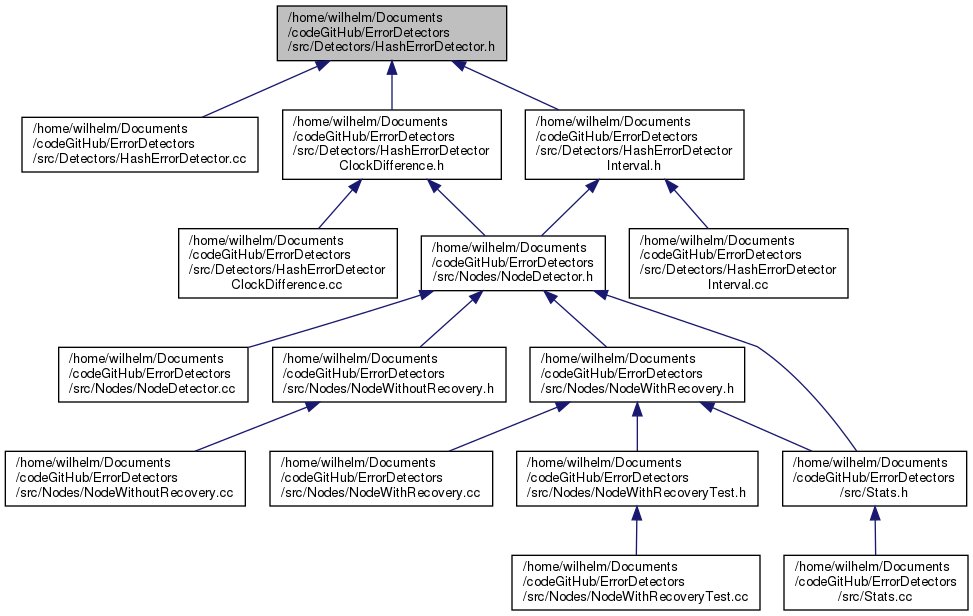 /home/wilhelm/Documents
/codeGitHub/ErrorDetectors
/src/Detectors/HashErrorDetector.h
/home/wilhelm/Documents
/codeGitHub/ErrorDetectors
/src/Detectors/HashErrorDetector.cc
/home/wilhelm/Documents
/codeGitHub/ErrorDetectors
/src/Detectors/HashErrorDetector
ClockDifference.h
/home/wilhelm/Documents
/codeGitHub/ErrorDetectors
/src/Detectors/HashErrorDetector
Interval.h
/home/wilhelm/Documents
/codeGitHub/ErrorDetectors
/src/Detectors/HashErrorDetector
ClockDifference.cc
/home/wilhelm/Documents
/codeGitHub/ErrorDetectors
/src/Nodes/NodeDetector.h
/home/wilhelm/Documents
/codeGitHub/ErrorDetectors
/src/Detectors/HashErrorDetector
Interval.cc
/home/wilhelm/Documents
/codeGitHub/ErrorDetectors
/src/Nodes/NodeDetector.cc
/home/wilhelm/Documents
/codeGitHub/ErrorDetectors
/src/Nodes/NodeWithoutRecovery.h
/home/wilhelm/Documents
/codeGitHub/ErrorDetectors
/src/Nodes/NodeWithRecovery.h
/home/wilhelm/Documents
/codeGitHub/ErrorDetectors
/src/Nodes/NodeWithoutRecovery.cc
/home/wilhelm/Documents
/codeGitHub/ErrorDetectors
/src/Nodes/NodeWithRecovery.cc
/home/wilhelm/Documents
/codeGitHub/ErrorDetectors
/src/Nodes/NodeWithRecoveryTest.h
/home/wilhelm/Documents
/codeGitHub/ErrorDetectors
/src/Stats.h
/home/wilhelm/Documents
/codeGitHub/ErrorDetectors
/src/Nodes/NodeWithRecoveryTest.cc
/home/wilhelm/Documents
/codeGitHub/ErrorDetectors
/src/Stats.cc